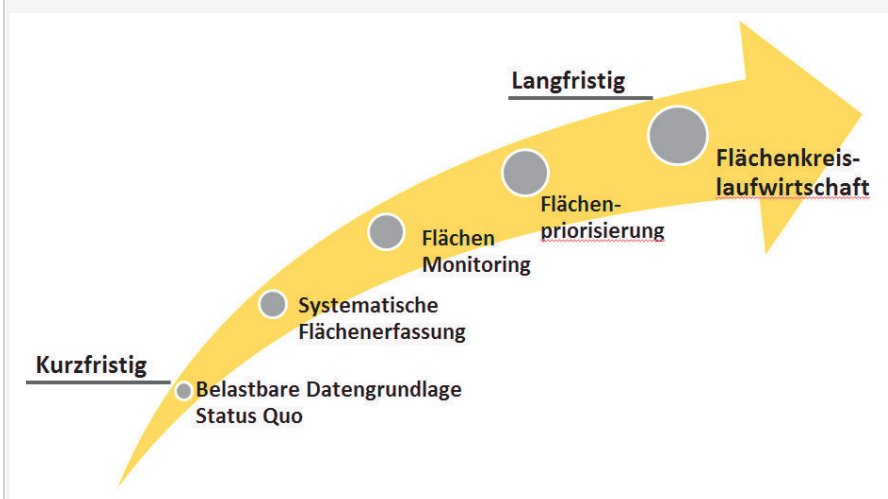 Langfristig
Flächenkreis-
laufwirtschaft
Flächen-
priorisierung
Flächen
Monitoring
Systematische
Flächenerfassung
Kurzfristig
Belastbare Datengrundlage
Status Quo